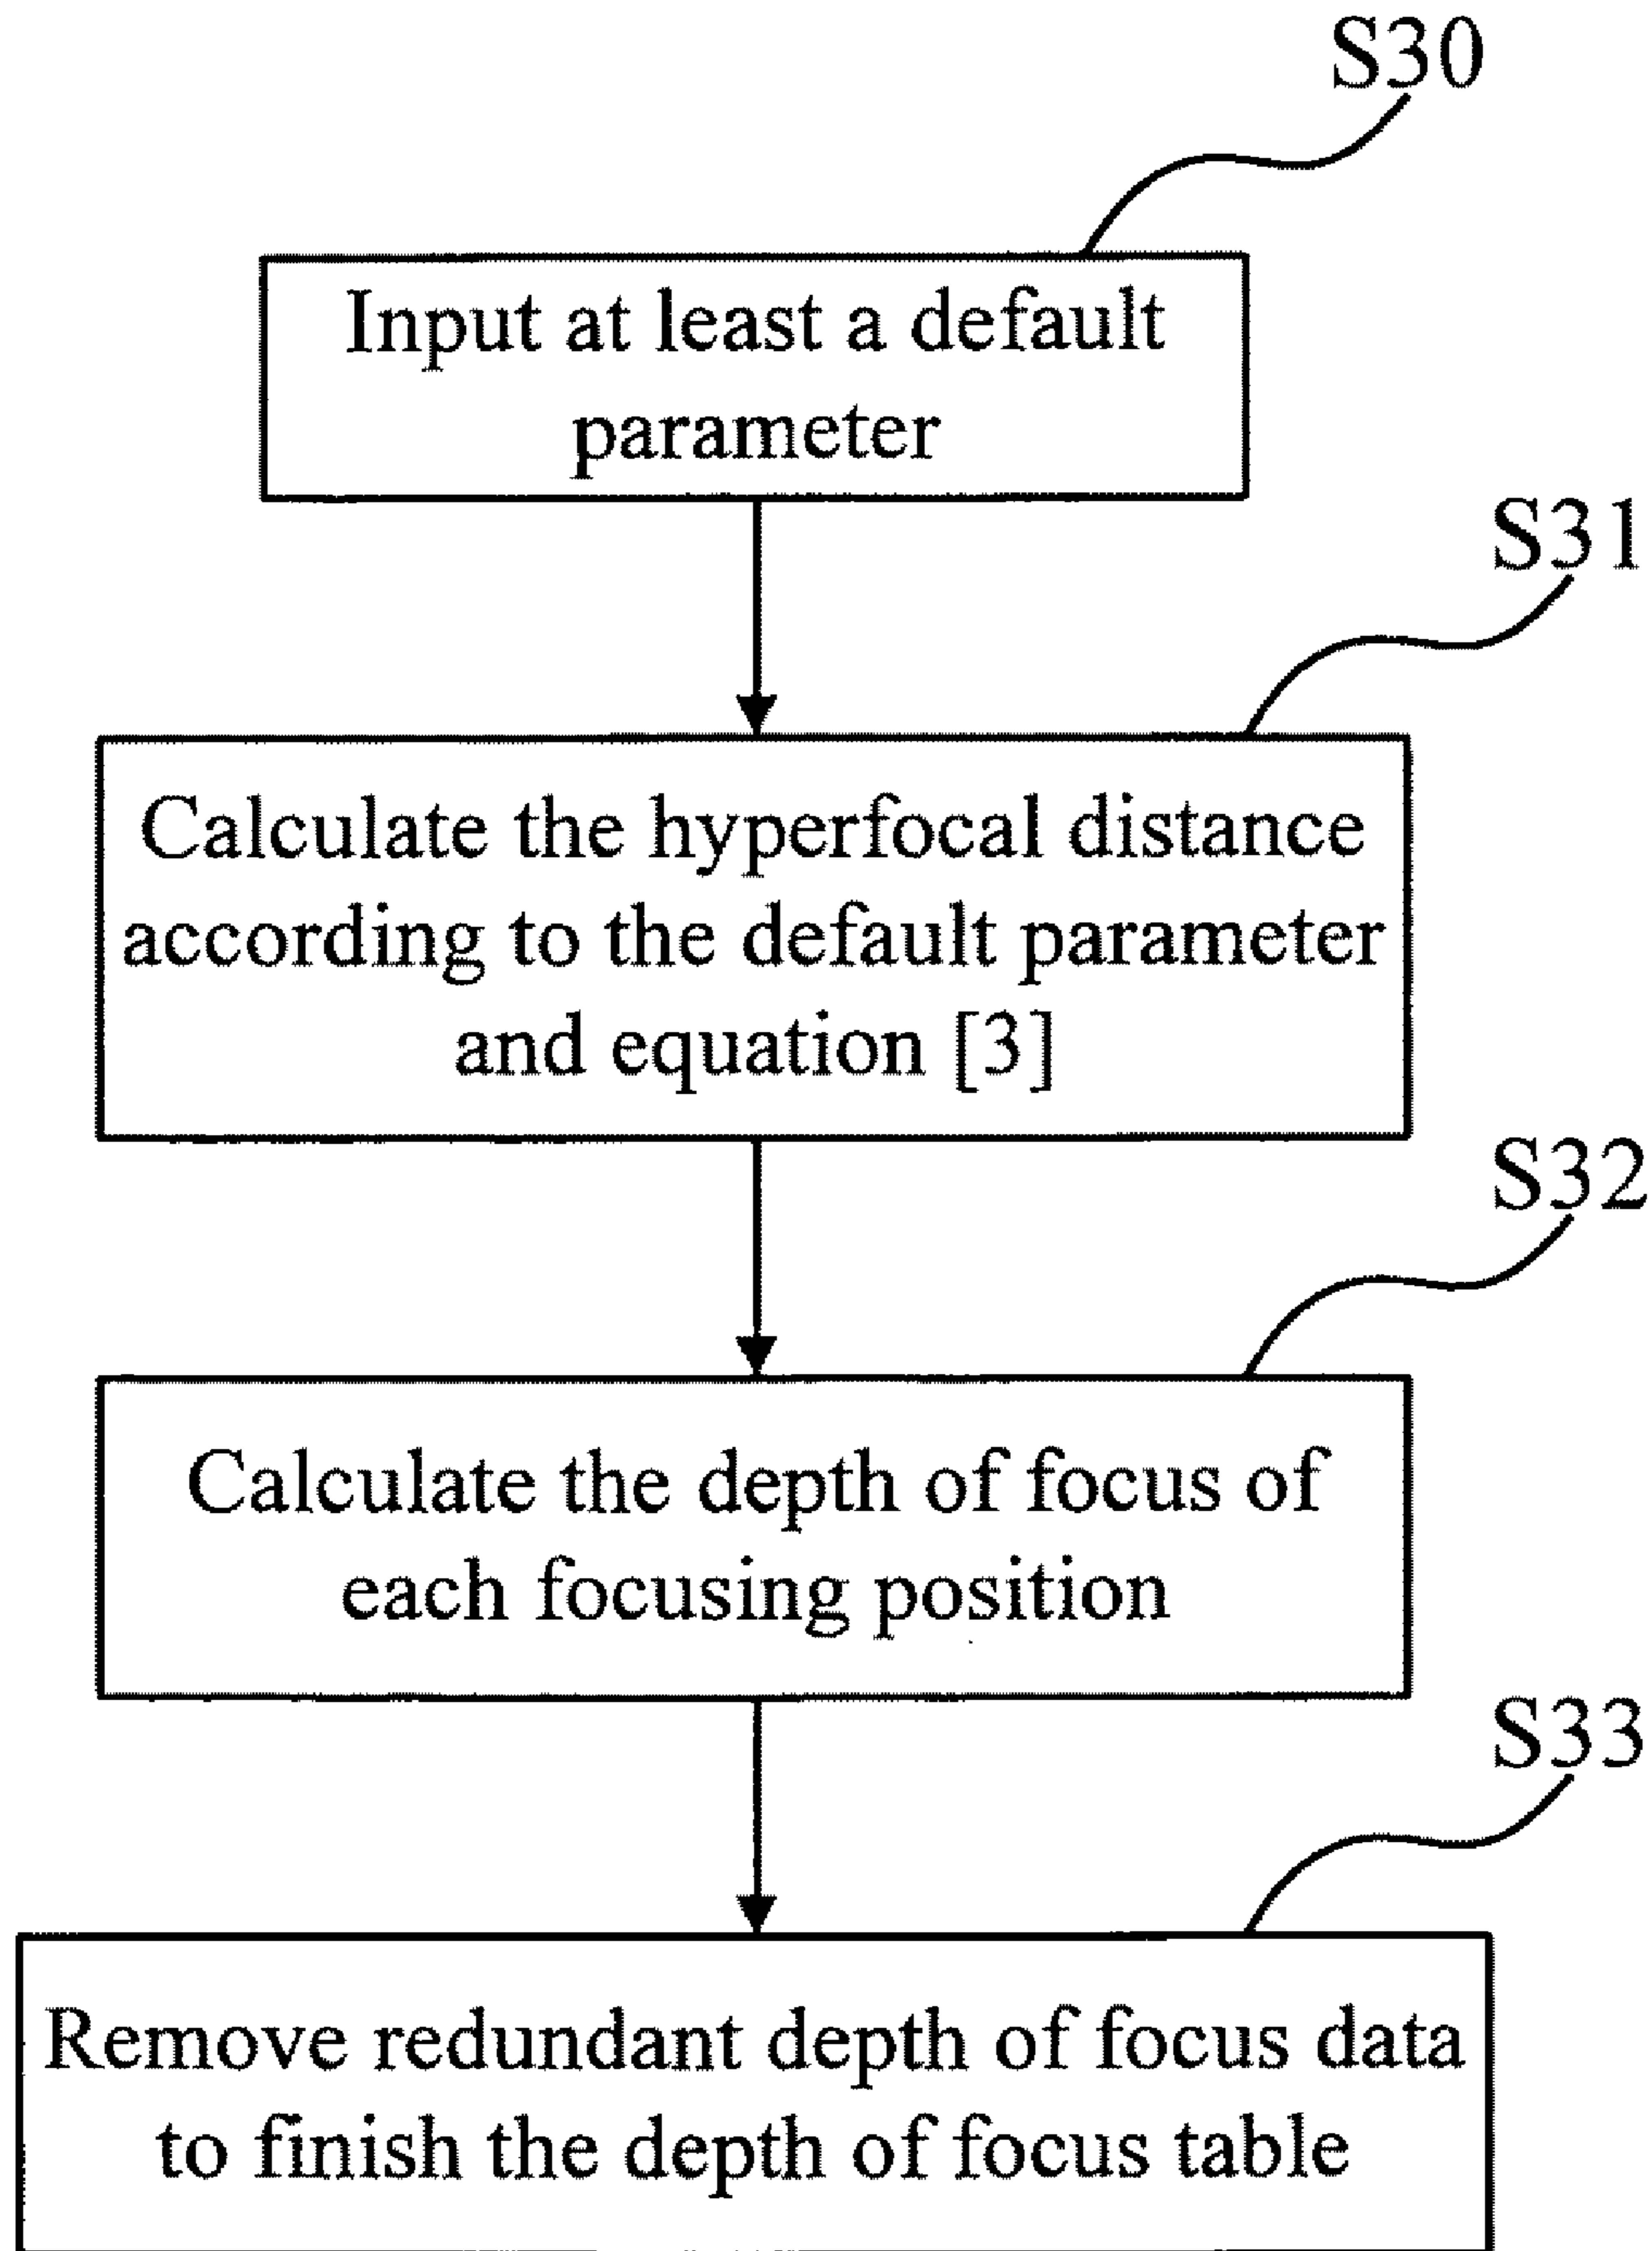 S30
Input at least a default
parameter
S31
Calculate the hyperfocal distance
according to the default parameter
and equation [3]
S32
Calculate the depth of focus of
each focusing position
S33
Remove redundant depth of focus data
to finish the depth of focus table